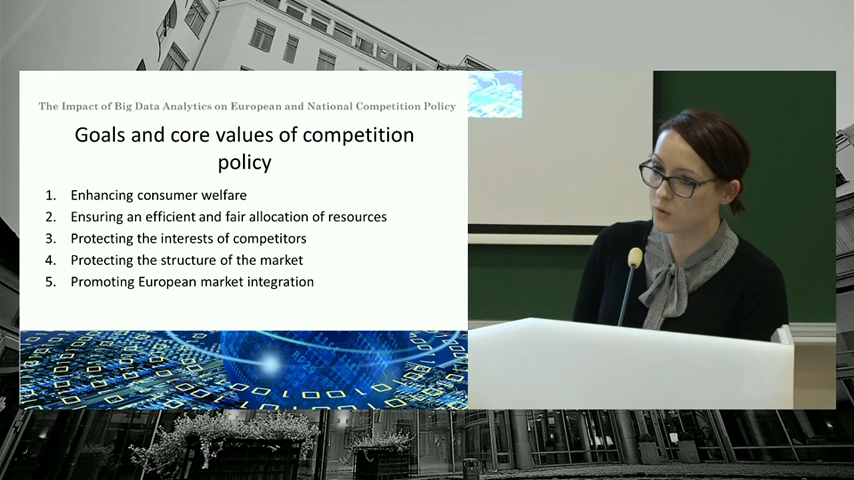 The Impact of Big Data Analytics on European and National Competition Policy
Goals and core values of competition
policy
1. Enhancing consumer welfare
2. Ensuring an efficient and fair allocation of resources
3. Protecting the interests of competitors
4. Protecting the structure of the market
5. Promoting European market integration